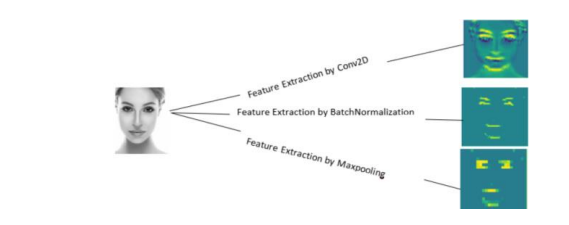 Feature Extraction by Conv2D
Feature Extraction by BatchNormalization
Feature Extraction by Maxpooling